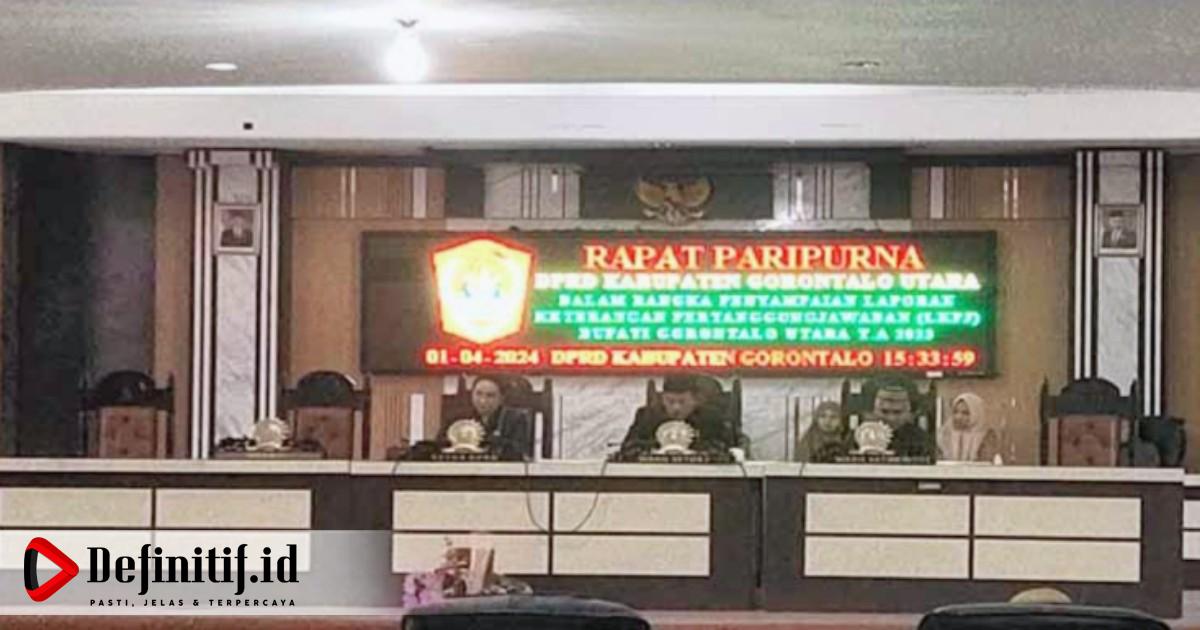 RAPAT PARIPURNA
DPRD KABUPATEN GORONTALO UTARA
DALAM RANGKA PENYAMPAIAN LAPORAN
KETERANGAN PERTANGGUNGJAWABAN (LKPJ)
BUPATI GORONTALO UTARA T.A 2023
01-04-2024 DPRD KABUPATEN GORONTALO 15:33:59
Definitif.id
PASTI, JELAS & TERPERCAYA